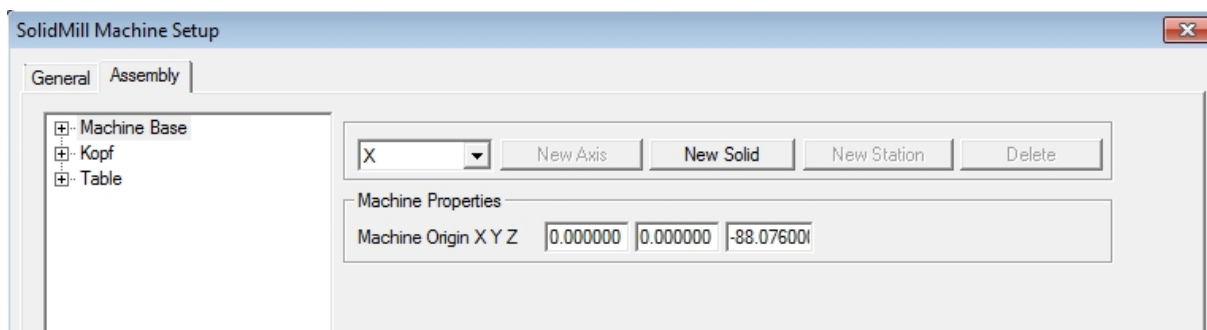 SolidMill Machine Setup
General Assembly
Machine Base
Kopf
Table
X New Axis New Solid New Station Delete
Machine Properties
Machine Origin X Y Z 0.000000 0.000000 -88.076000